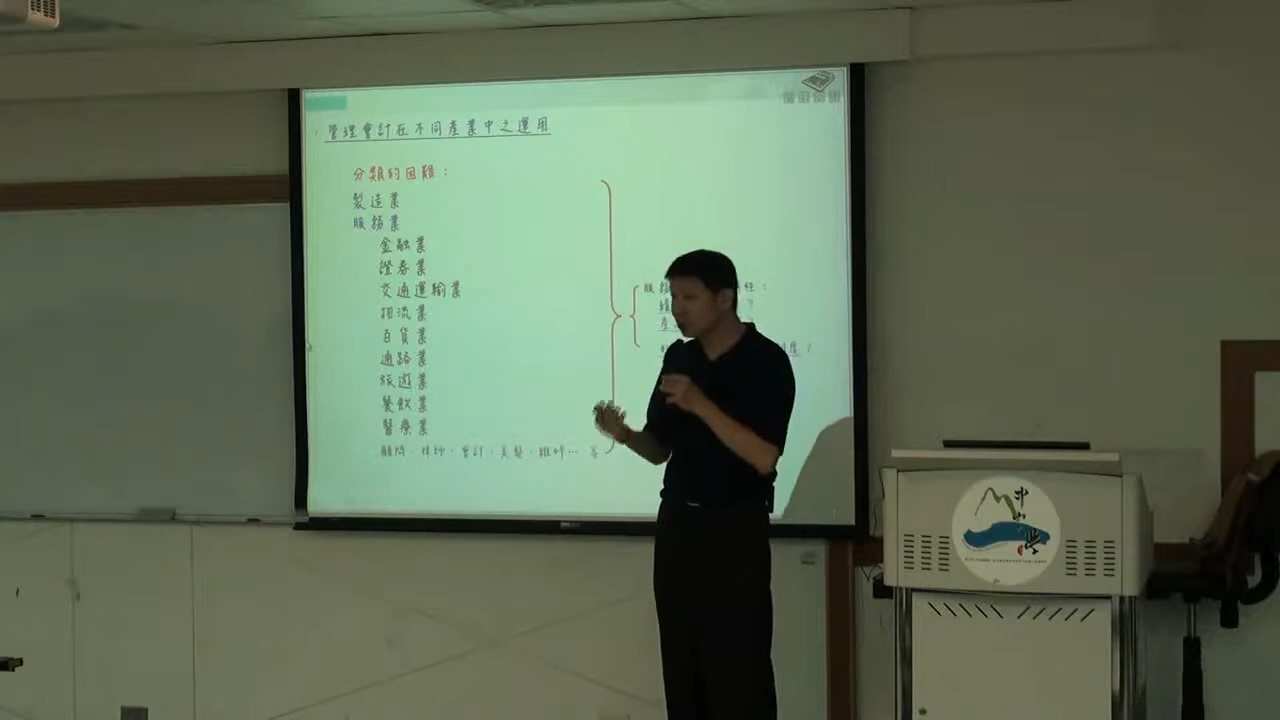 管理會計在不同產業中之運用
分類的困難：
製造業
服務業
金融業
證券業
交通運輸業
物流業
百貨業
通路業
旅遊業
餐飲業
醫療業
顧問、律師、會計、美髮、維修… 等
服
中山